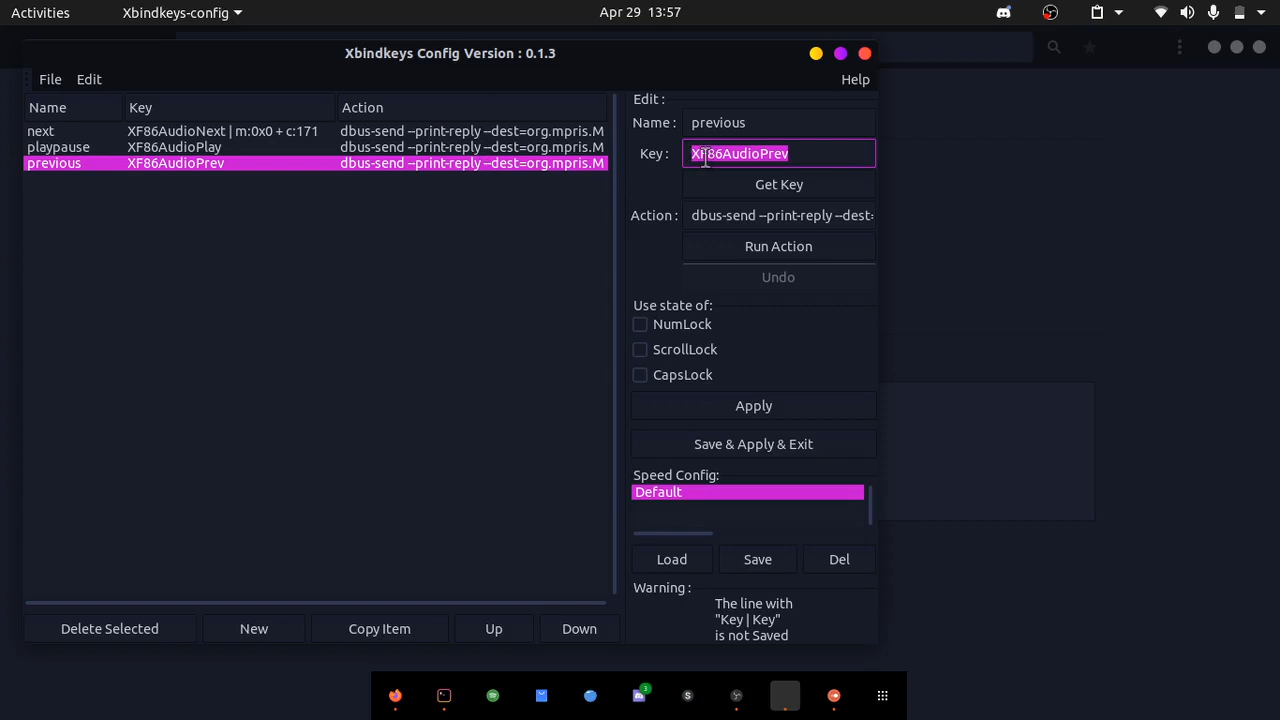 Activities Xbindkeys-config Apr 29 13:57
Xbindkeys Config Version : 0.1.3
File Edit Help
Name Key Action
next XF86AudioNext | m:0x0 + c:171 dbus-send --print-reply --dest=org.mpris.M
playpause XF86AudioPlay dbus-send --print-reply --dest=org.mpris.M
previous XF86AudioPrev dbus-send --print-reply --dest=org.mpris.M
Edit :
Name : previous
Key : XF86AudioPrev
Get Key
Action : dbus-send --print-reply --dest=
Run Action
Undo
Use state of:
NumLock
ScrollLock
CapsLock
Apply
Save & Apply & Exit
Speed Config:
Default
Load Save Del
Warning :
The line with
"Key | Key"
is not Saved
Delete Selected New Copy Item Up Down
3
S